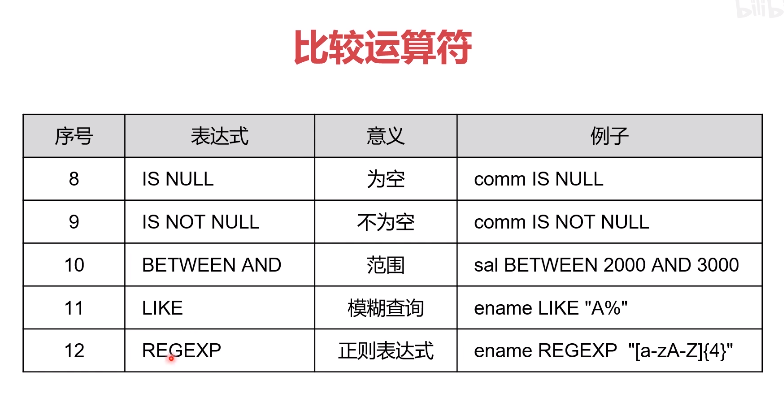 bilib
比较运算符
序号 表达式 意义 例子
8 IS NULL 为空 comm IS NULL
9 IS NOT NULL 不为空 comm IS NOT NULL
10 BETWEEN AND 范围 sal BETWEEN 2000 AND 3000
11 LIKE 模糊查询 ename LIKE "A%"
12 REGEXP 正则表达式 ename REGEXP "[a-zA-Z]{4}"